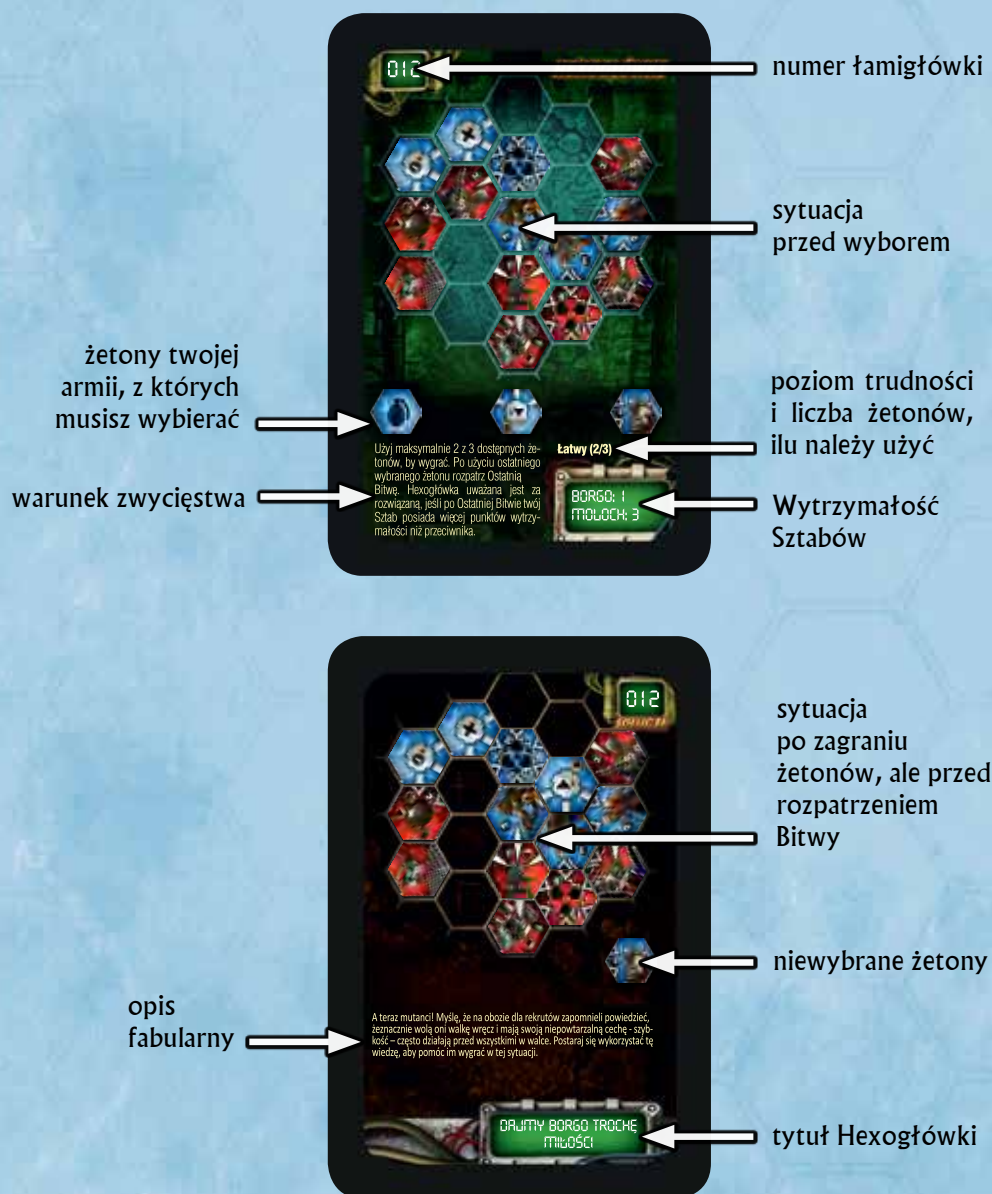 012
numer łamigłówki
sytuacja
przed wyborem
żetony twojej
armii, z których
musisz wybierać
poziom trudności
i liczba żetonów,
ilu należy użyć
Użyj maksymalnie 2 z 3 dostępnych że-
tonów, by wygrać. Po użyciu ostatniego
wybranego żetonu rozpatrz Ostatnią
Bitwę. Hexogłówka uważana jest za
rozwiązaną, jeśli po Ostatniej Bitwie twój
Sztab posiada więcej punktów wytrzy-
małości niż przeciwnika.
Łatwy (2/3)
warunek zwycięstwa
BORGO: 1
MOLOCH: 3
Wytrzymałość
Sztabów
012
sytuacja
po zagraniu
żetonów, ale przed
rozpatrzeniem
Bitwy
niewybrane żetony
opis
fabularny
A teraz mutanci! Myślę, że na obozie dla rekrutów zapomnieli powiedzieć,
żeznacznie wolą oni walkę wręcz i mają swoją niepowtarzalną cechę - szyb-
kość – często działają przed wszystkimi w walce. Postaraj się wykorzystać tę
wiedzę, aby pomóc im wygrać w tej sytuacji.
DAJMY BORGO TROCHĘ
MIŁOŚCI
tytuł Hexogłówki